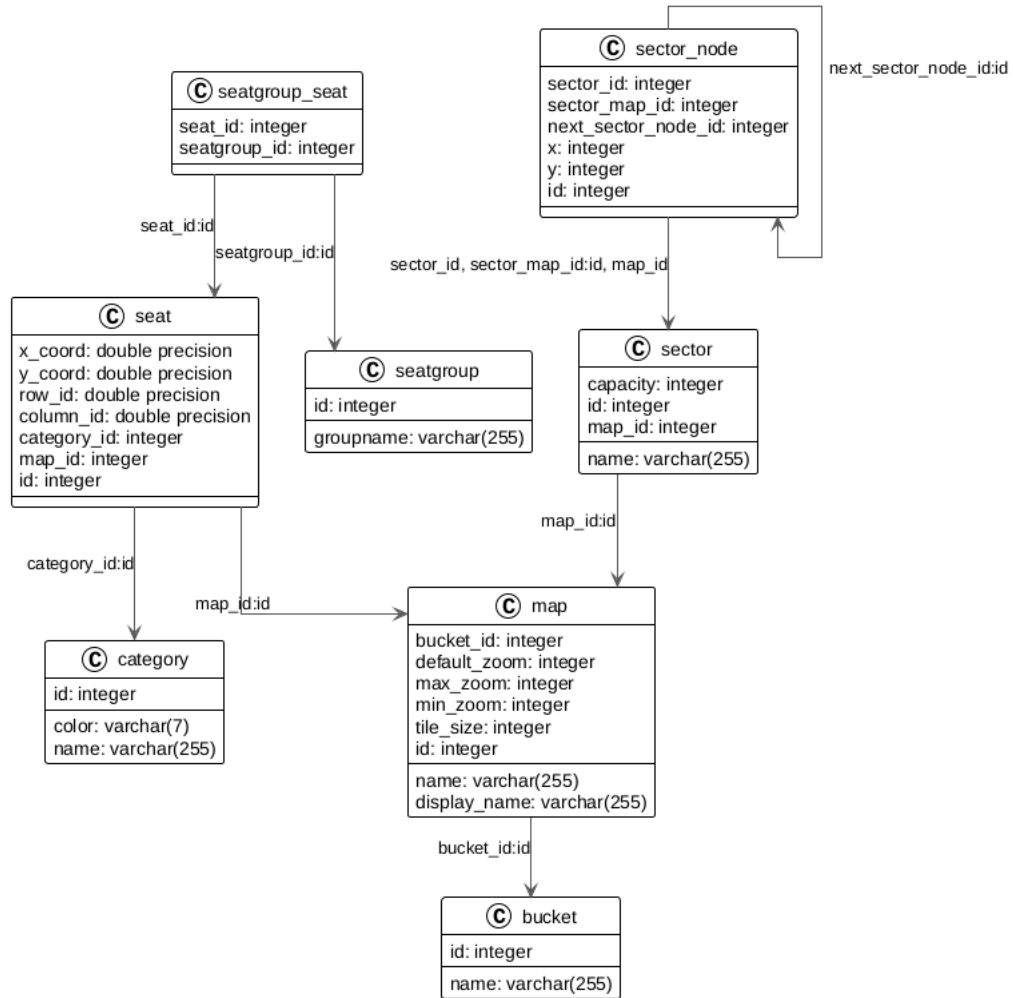 C sector_node
sector_id: integer
sector_map_id: integer
next_sector_node_id: integer
x: integer
y: integer
id: integer
next_sector_node_id:id
C seatgroup_seat
seat_id: integer
seatgroup_id: integer
seat_id:id
seatgroup_id:id
sector_id, sector_map_id:id, map_id
C seat
x_coord: double precision
y_coord: double precision
row_id: double precision
column_id: double precision
category_id: integer
map_id: integer
id: integer
C seatgroup
id: integer
groupname: varchar(255)
C sector
capacity: integer
id: integer
map_id: integer
name: varchar(255)
map_id:id
category_id:id
map_id:id
C category
id: integer
color: varchar(7)
name: varchar(255)
C map
bucket_id: integer
default_zoom: integer
max_zoom: integer
min_zoom: integer
tile_size: integer
id: integer
name: varchar(255)
display_name: varchar(255)
bucket_id:id
C bucket
id: integer
name: varchar(255)